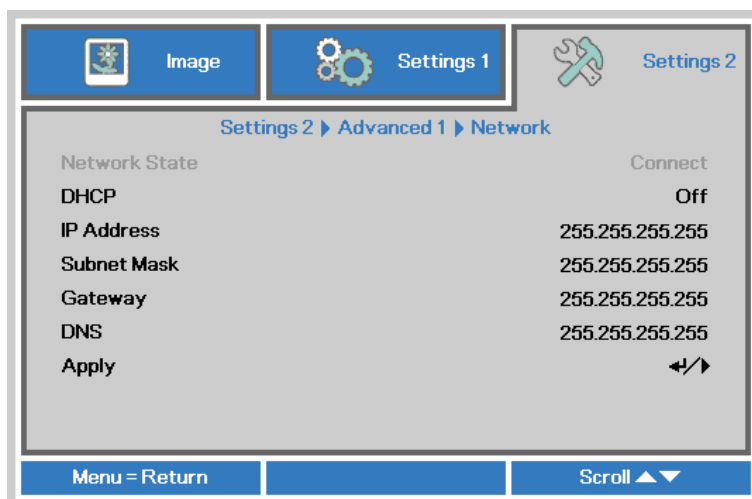 Image Settings 1 Settings 2
Settings 2 ▶ Advanced 1 ▶ Network
Network State Connect
DHCP Off
IP Address 255.255.255.255
Subnet Mask 255.255.255.255
Gateway 255.255.255.255
DNS 255.255.255.255
Apply ↵/▶
Menu = Return Scroll ▲▼